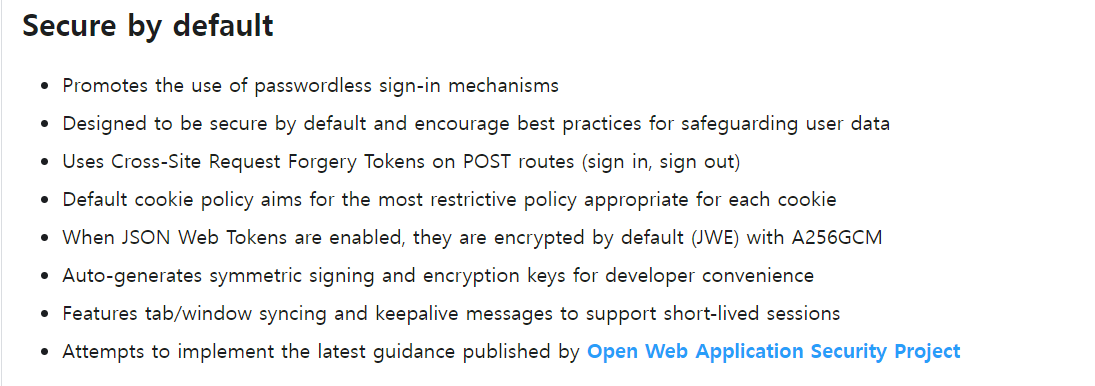 Secure by default
• Promotes the use of passwordless sign-in mechanisms
• Designed to be secure by default and encourage best practices for safeguarding user data
• Uses Cross-Site Request Forgery Tokens on POST routes (sign in, sign out)
• Default cookie policy aims for the most restrictive policy appropriate for each cookie
• When JSON Web Tokens are enabled, they are encrypted by default (JWE) with A256GCM
• Auto-generates symmetric signing and encryption keys for developer convenience
• Features tab/window syncing and keepalive messages to support short-lived sessions
• Attempts to implement the latest guidance published by Open Web Application Security Project